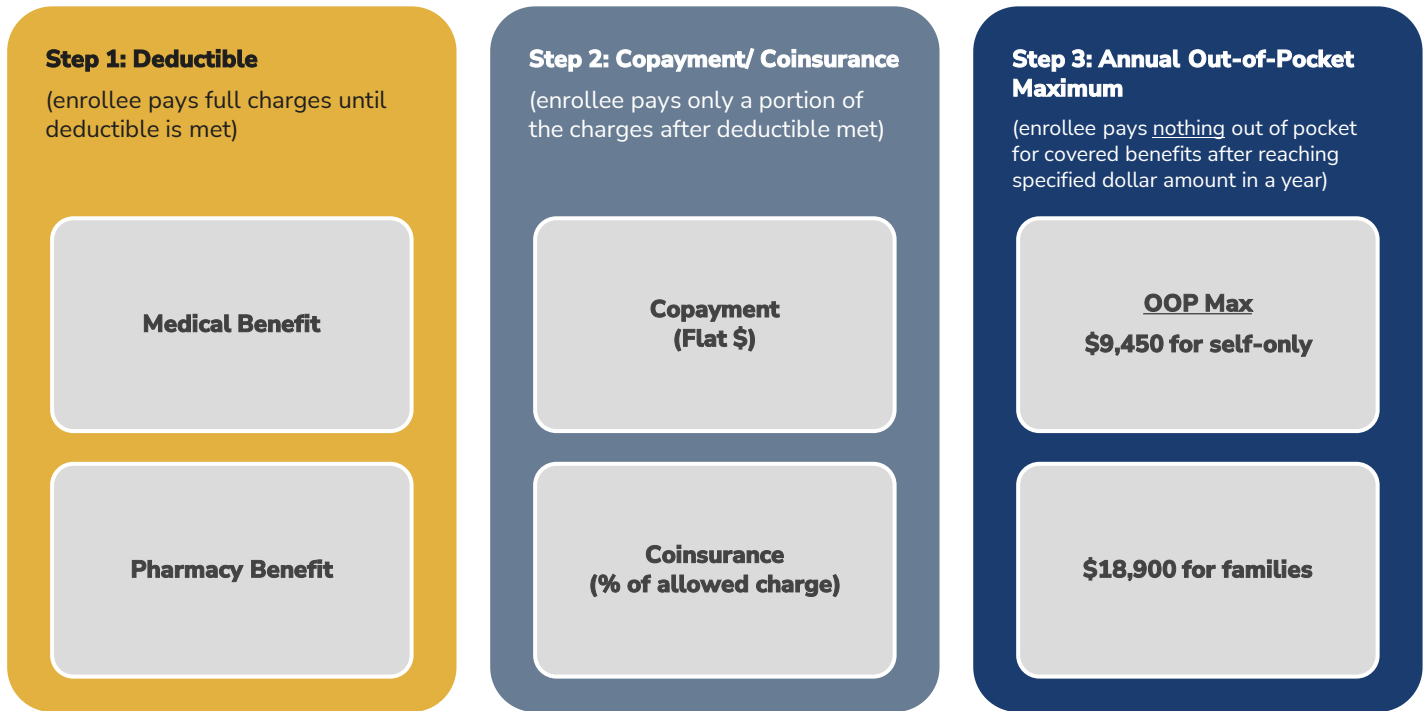 Step 1: Deductible
(enrollee pays full charges until
deductible is met)
Medical Benefit
Pharmacy Benefit
Step 2: Copayment/ Coinsurance
(enrollee pays only a portion of
the charges after deductible met)
Copayment
(Flat $)
Coinsurance
(% of allowed charge)
Step 3: Annual Out-of-Pocket
Maximum
(enrollee pays nothing out of pocket
for covered benefits after reaching
specified dollar amount in a year)
OOP Max
$9,450 for self-only
$18,900 for families